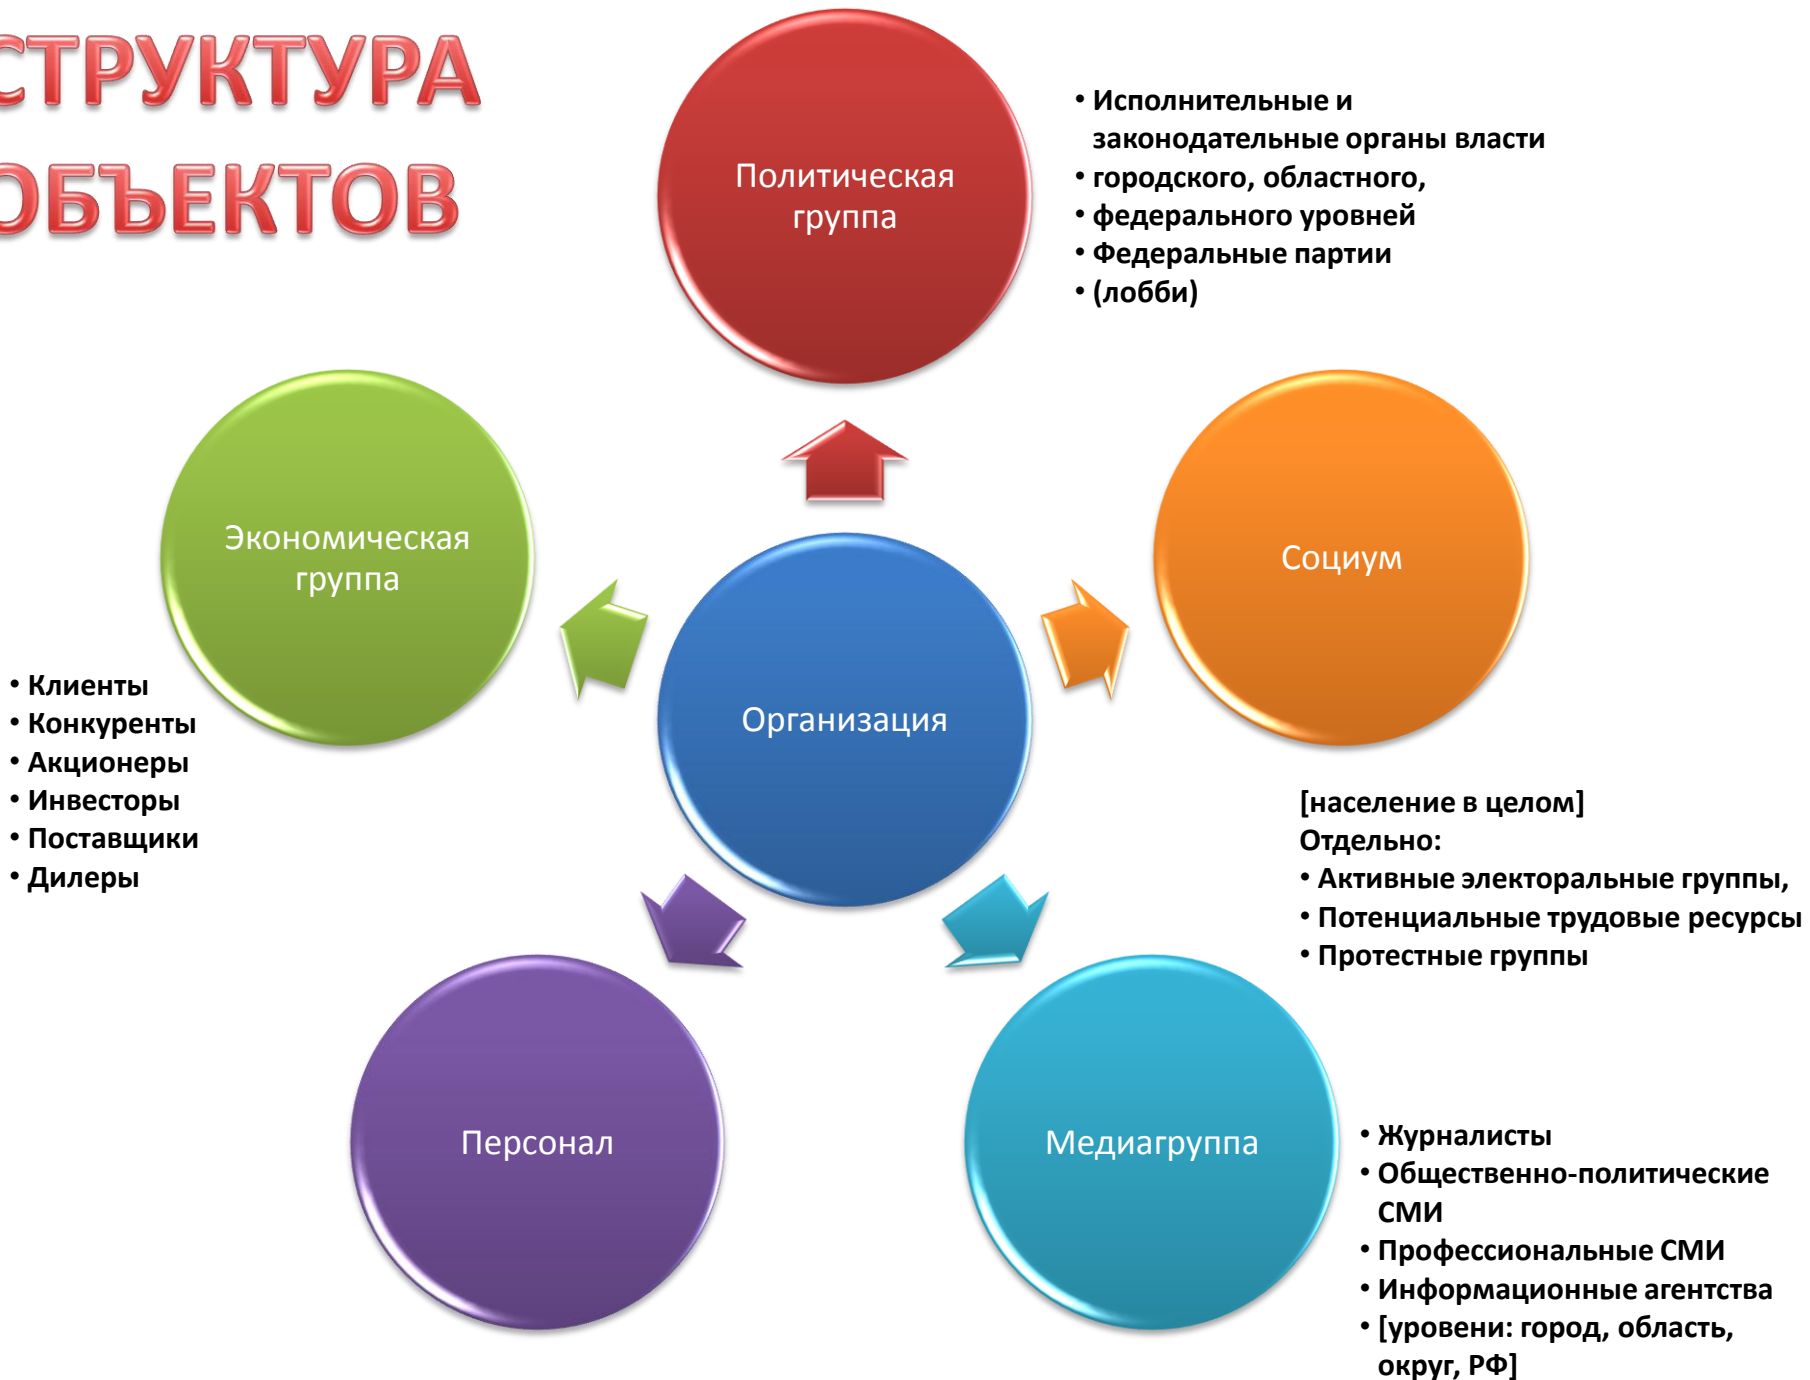 СТРУКТУРА
ОБЪЕКТОВ
Политическая
группа
• Исполнительные и
законодательные органы власти
• городского, областного,
• федерального уровней
• Федеральные партии
• (лобби)
Экономическая
группа
• Клиенты
• Конкуренты
• Акционеры
• Инвесторы
• Поставщики
• Дилеры
Организация
Социум
[население в целом]
Отдельно:
• Активные электоральные группы,
• Потенциальные трудовые ресурсы
• Протестные группы
Персонал
Медиагруппа
• Журналисты
• Общественно-политические
СМИ
• Профессиональные СМИ
• Информационные агентства
• [уровени: город, область,
округ, РФ]